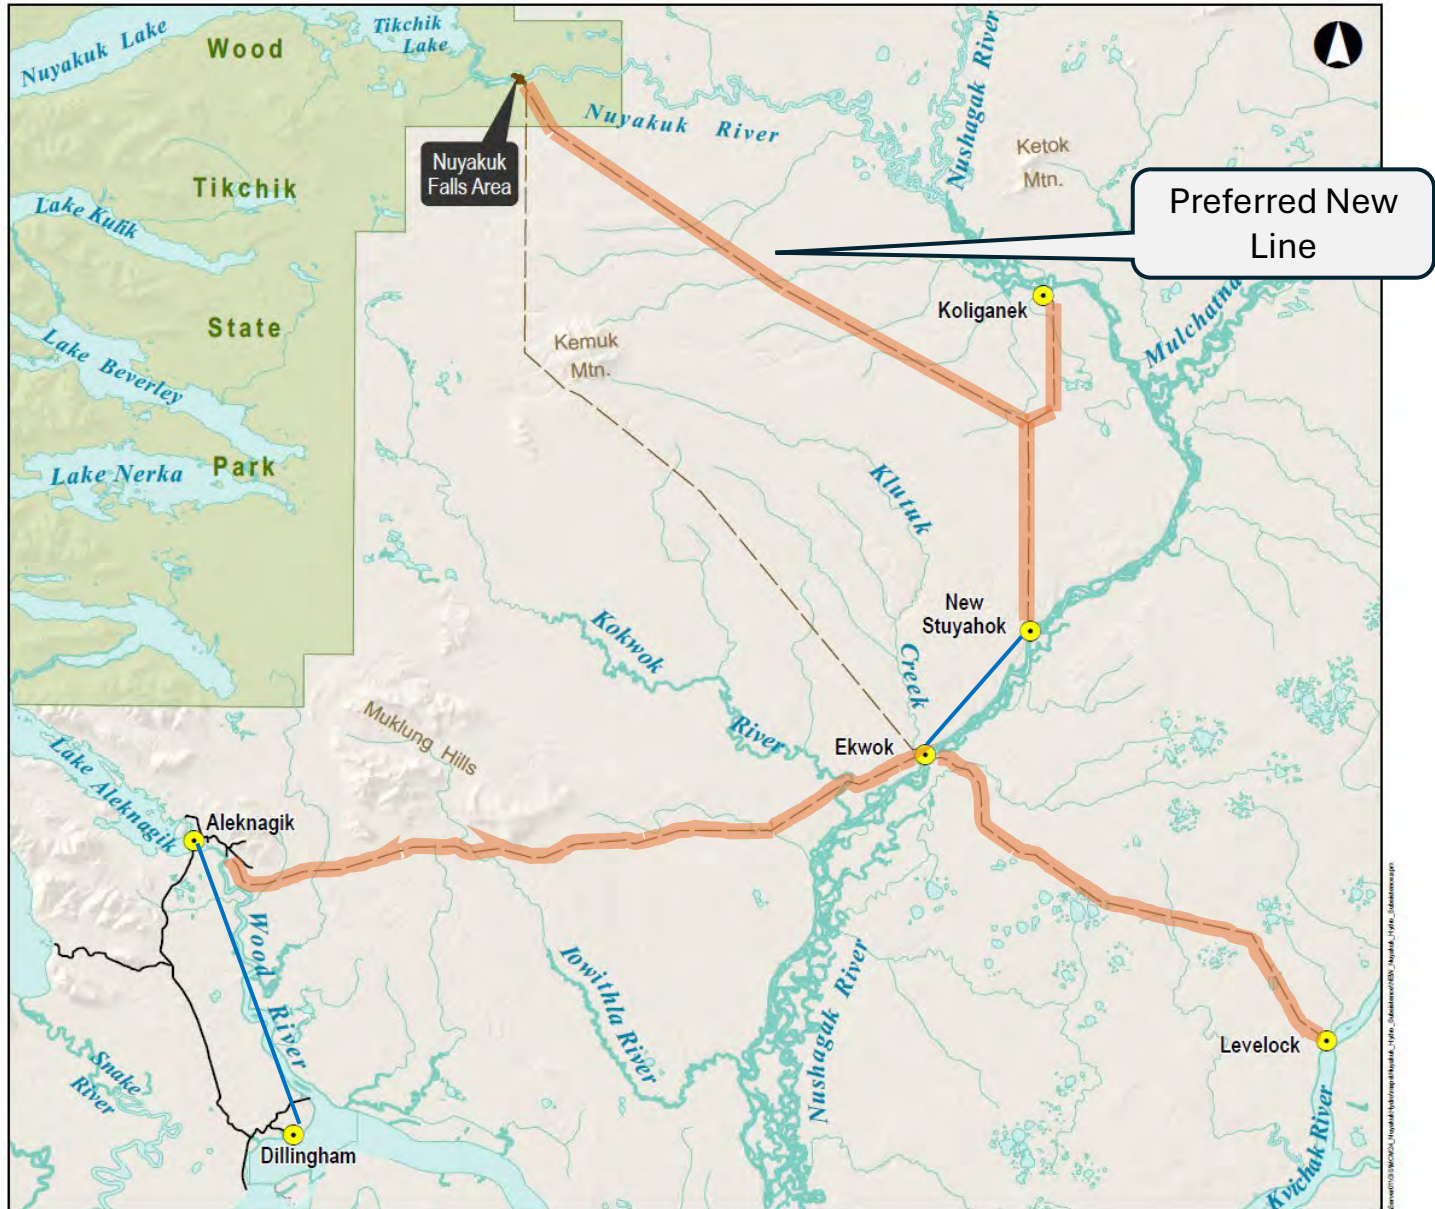 Nuyakuk Lake
Tikchik
Lake
Wood
Nushagak River
Nuyakuk River
Ketok
Mtn.
Nuyakuk
Falls Area
Tikchik
Preferred New
Line
Lake Kulik
Koliganek
Mulchatna
State
Kemuk
Mtn.
Lake Beverley
Park
Lake Nerka
Klutuk
Creek
New
Stuyahok
Kokwok
River
Muklung Hills
Ekwok
Lake Aleknagik
Aleknagik
Wood
River
Iowithla River
Nushagak River
Levelock
Snake
River
Dillingham
Kvichak River